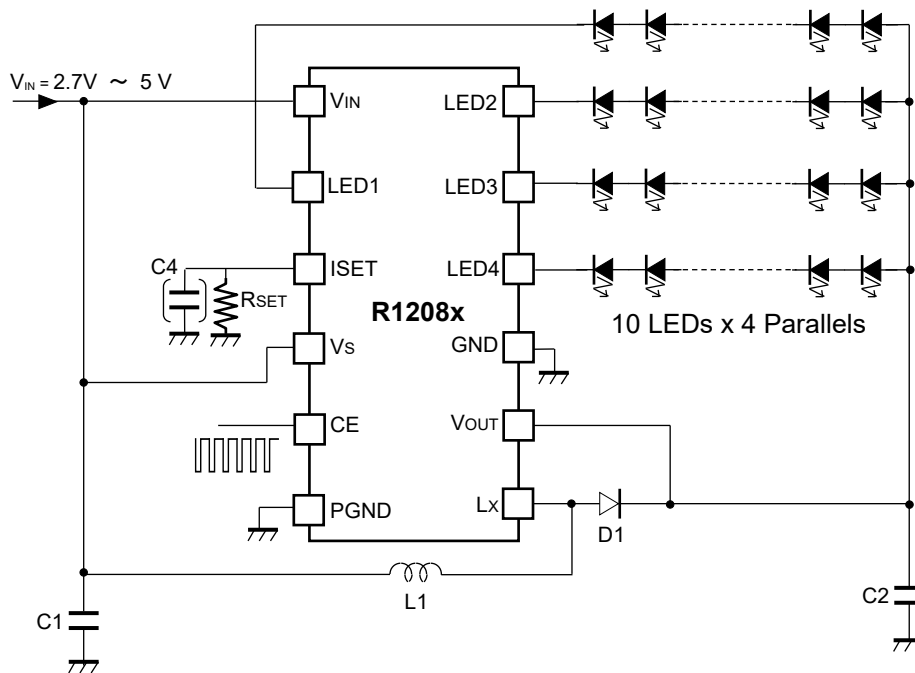 VIN = 2.7V ～ 5 V
VIN
LED2
LED1
LED3
C4
RSET
ISET
LED4
R1208x
10 LEDs x 4 Parallels
VS
GND
CE
VOUT
PGND
LX
D1
L1
C1
C2